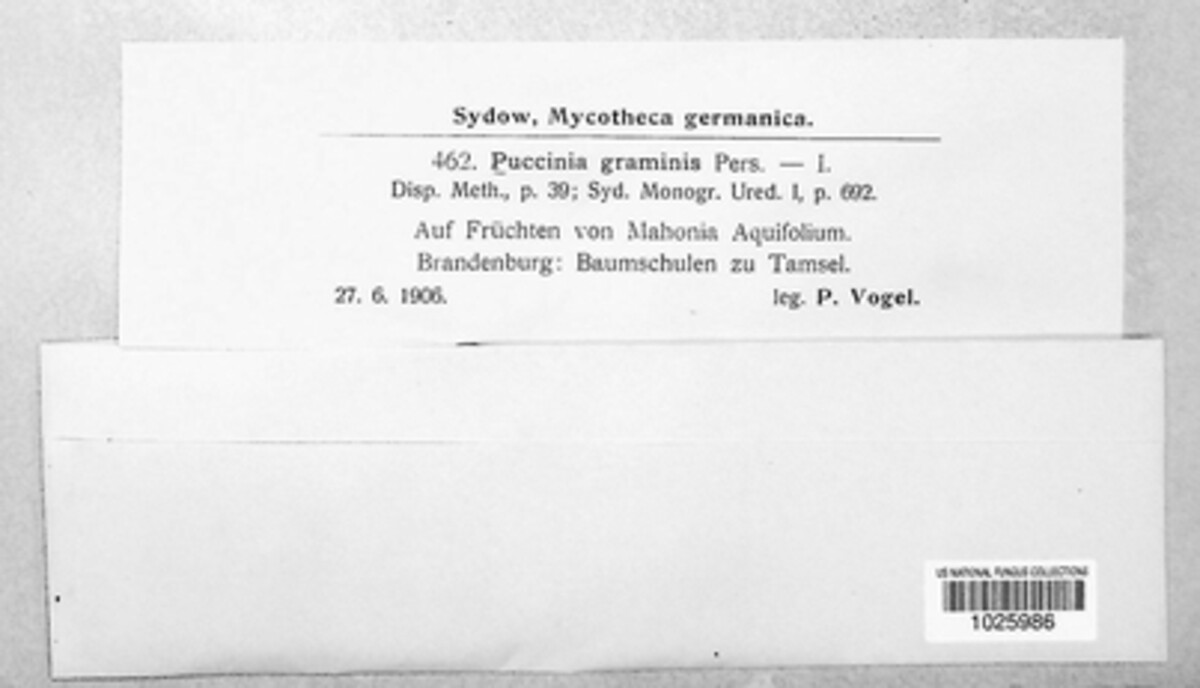 Sydow, Mycotheca germanica.
462. Puccinia graminis Pers. — I.
Disp. Meth., p. 39; Syd. Monogr. Ured. I, p. 692.
Auf Früchten von Mahonia Aquifolium.
Brandenburg: Baumschulen zu Tamsel.
27. 6. 1906. leg. P. Vogel.
US NATIONAL FUNGUS COLLECTIONS
1025986